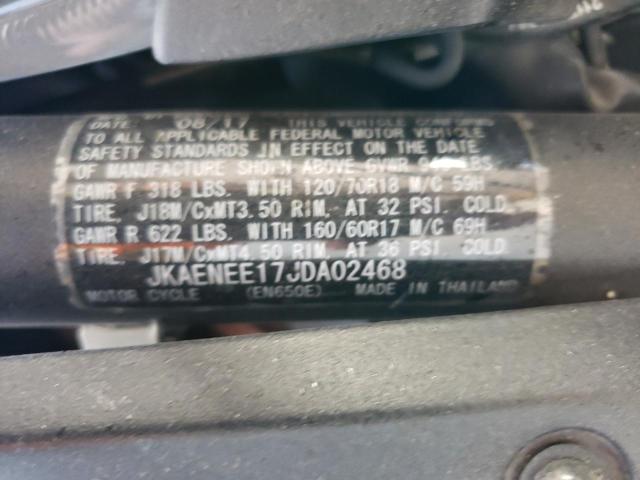 DATE: 08/17 THIS VEHICLE CONFORMS
TO ALL APPLICABLE FEDERAL MOTOR VEHICLE
SAFETY STANDARDS IN EFFECT ON THE DATE
OF MANUFACTURE SHOWN ABOVE GVWR LBS.
GAWR F 318 LBS. WITH 120/70R18 M/C 59H
TIRE, J18M/CxMT3.50 RIM. AT 32 PSI. COLD.
GAWR R 622 LBS. WITH 160/60R17 M/C 69H
TIRE, J17M/CxMT4.50 RIM. AT 36 PSI. COLD
JKAENEE17JDA02468
MOTOR CYCLE (EN650E) MADE IN THAILAND